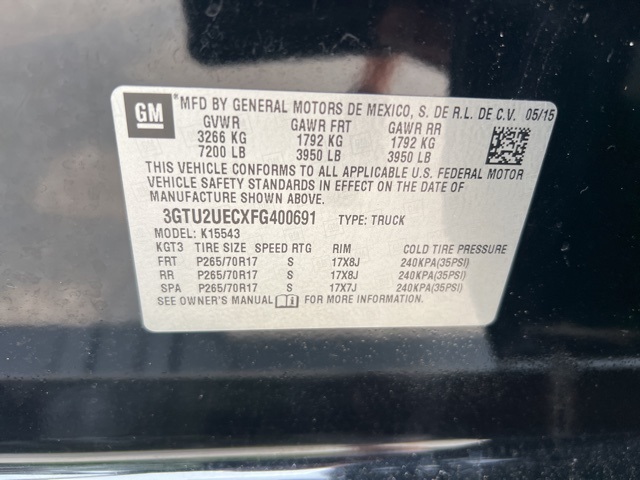 GM *MFD BY GENERAL MOTORS DE MEXICO, S. DE R.L. DE C.V. 05/15
GVWR GAWR FRT GAWR RR
3266 KG 1792 KG 1792 KG
7200 LB 3950 LB 3950 LB
THIS VEHICLE CONFORMS TO ALL APPLICABLE U.S. FEDERAL MOTOR
VEHICLE SAFETY STANDARDS IN EFFECT ON THE DATE OF
MANUFACTURE SHOWN ABOVE.
3GTU2UECXFG400691 TYPE: TRUCK
MODEL: K15543
KGT3 TIRE SIZE SPEED RTG RIM COLD TIRE PRESSURE
FRT P265/70R17 S 17X8J 240KPA(35PSI)
RR P265/70R17 S 17X8J 240KPA(35PSI)
SPA P265/70R17 S 17X7J 240KPA(35PSI)
SEE OWNER'S MANUAL FOR MORE INFORMATION.